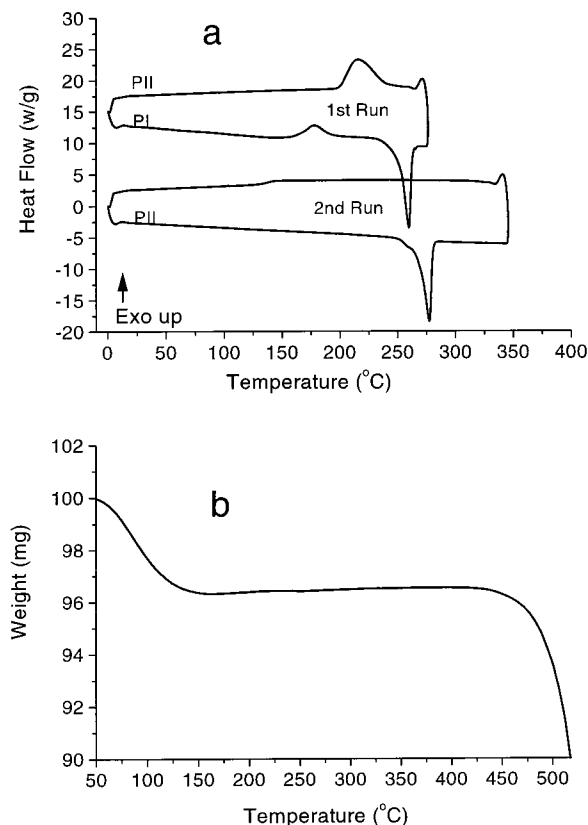 a
30
25
20
15
10
5
0
-5
-10
-15
-20
Heat Flow (w/g)
PII
1st Run
PI
2nd Run
PII
Exo up
0 50 100 150 200 250 300 350 400
Temperature (°C)
b
102
100
98
96
94
92
90
Weight (mg)
50 100 150 200 250 300 350 400 450 500
Temperature (°C)